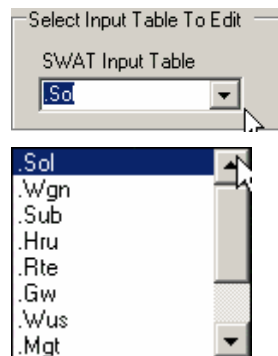 Select Input Table To Edit
SWAT Input Table
.Sol
.Sol
.Wgn
.Sub
.Hru
.Rte
.Gw
.Wus
.Mgt